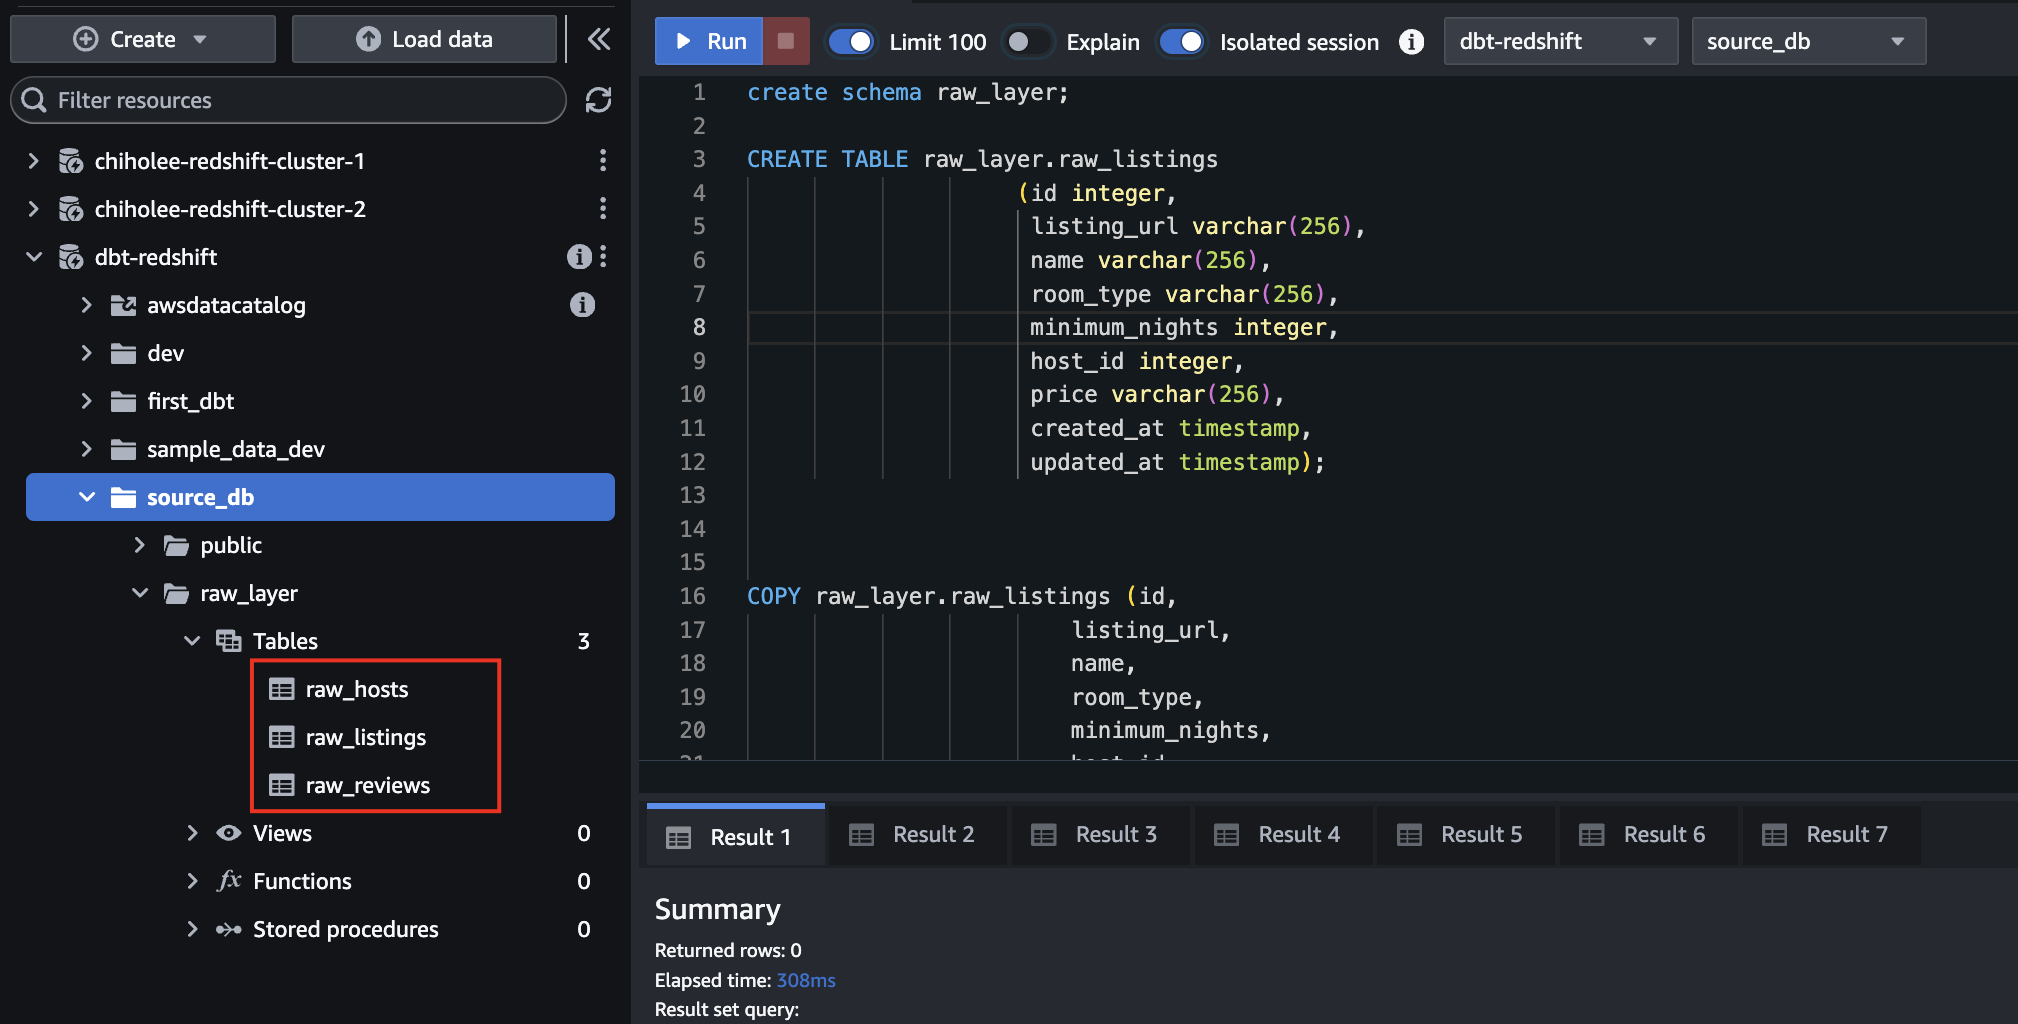 Create
Load data
Filter resources
chiholee-redshift-cluster-1
chiholee-redshift-cluster-2
dbt-redshift
awsdatacatalog
dev
first_dbt
sample_data_dev
source_db
public
raw_layer
Tables 3
raw_hosts
raw_listings
raw_reviews
Views 0
fx Functions 0
Stored procedures 0
Run
Limit 100
Explain
Isolated session
dbt-redshift
source_db
1 create schema raw_layer;
2
3 CREATE TABLE raw_layer.raw_listings
4 (id integer,
5 listing_url varchar(256),
6 name varchar(256),
7 room_type varchar(256),
8 minimum_nights integer,
9 host_id integer,
10 price varchar(256),
11 created_at timestamp,
12 updated_at timestamp);
13
14
15
16 COPY raw_layer.raw_listings (id,
17 listing_url,
18 name,
19 room_type,
20 minimum_nights,
21 host_id
Result 1
Result 2
Result 3
Result 4
Result 5
Result 6
Result 7
Summary
Returned rows: 0
Elapsed time: 308ms
Result set query: